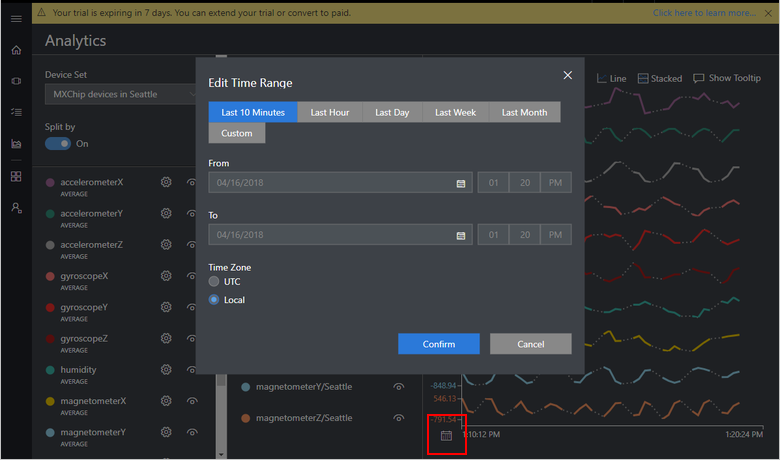 Your trial is expiring in 7 days. You can extend your trial or convert to paid.
Click here to learn more...
Analytics
Device Set
MXChip devices in Seattle
Split by
On
accelerometerX
AVERAGE
accelerometerY
AVERAGE
accelerometerZ
AVERAGE
gyroscopeX
AVERAGE
gyroscopeY
AVERAGE
gyroscopeZ
AVERAGE
humidity
AVERAGE
magnetometerX
AVERAGE
magnetometerY
AVERAGE
Edit Time Range
Last 10 Minutes
Last Hour
Last Day
Last Week
Last Month
Custom
From
04/16/2018
01
20
PM
To
04/16/2018
01
20
PM
Time Zone
UTC
Local
Confirm
Cancel
Line
Stacked
Show Tooltip
magnetometerY/Seattle
magnetometerZ/Seattle
-848.94
546.13
-791.54
1:10:12 PM
1:20:24 PM